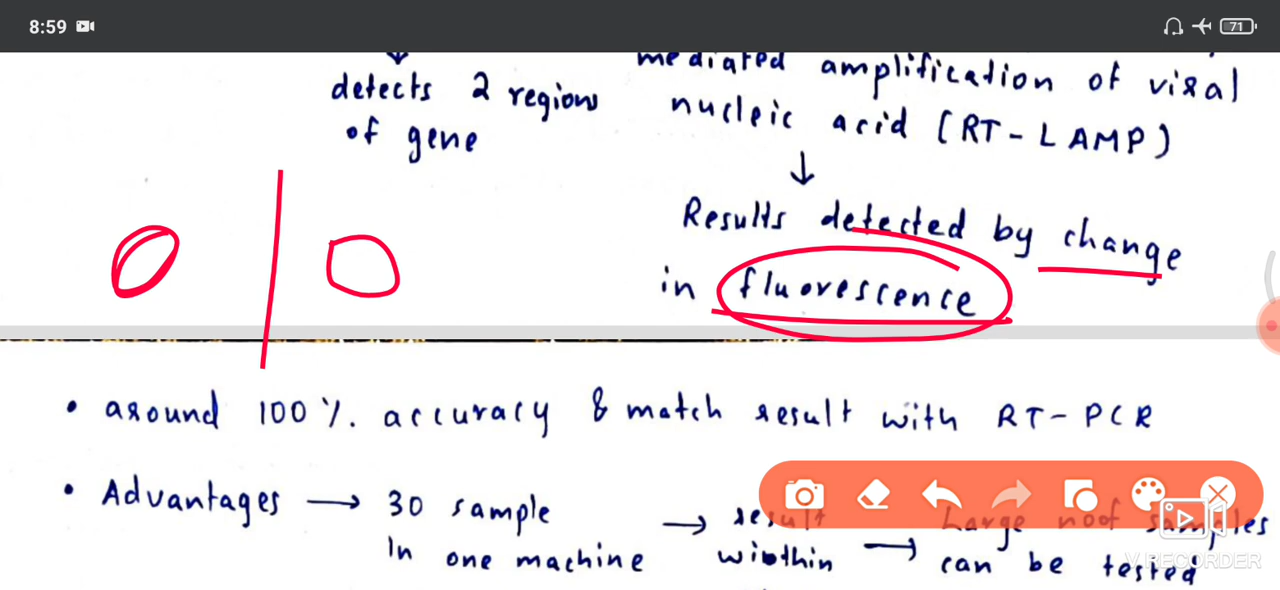 8:59
71
mediated amplification of viral
detects 2 regions
nucleic acid (RT-LAMP)
of gene
Results detected by change
in fluorescence
• around 100%. accuracy & match result with RT-PCR
• Advantages → 30 sample → result → Large no of samples
In one machine within can be tested
V RECORDER